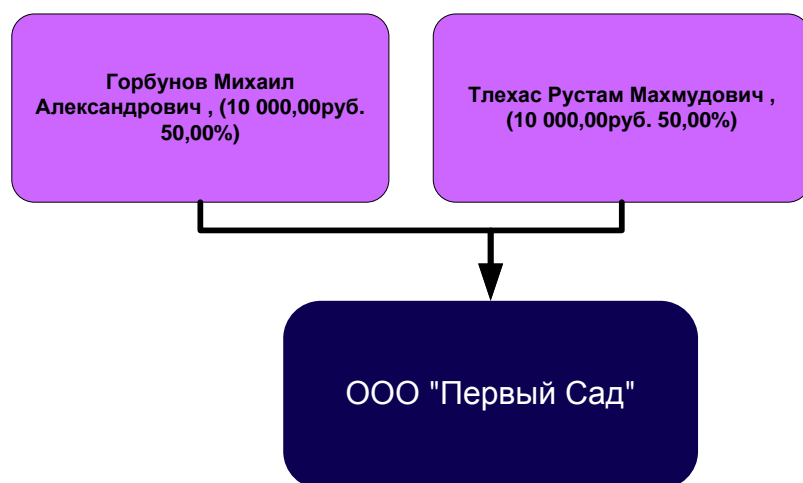 Горбунов Михаил
Александрович , (10 000,00руб.
50,00%)
Тлехас Рустам Махмудович ,
(10 000,00руб. 50,00%)
ООО "Первый Сад"